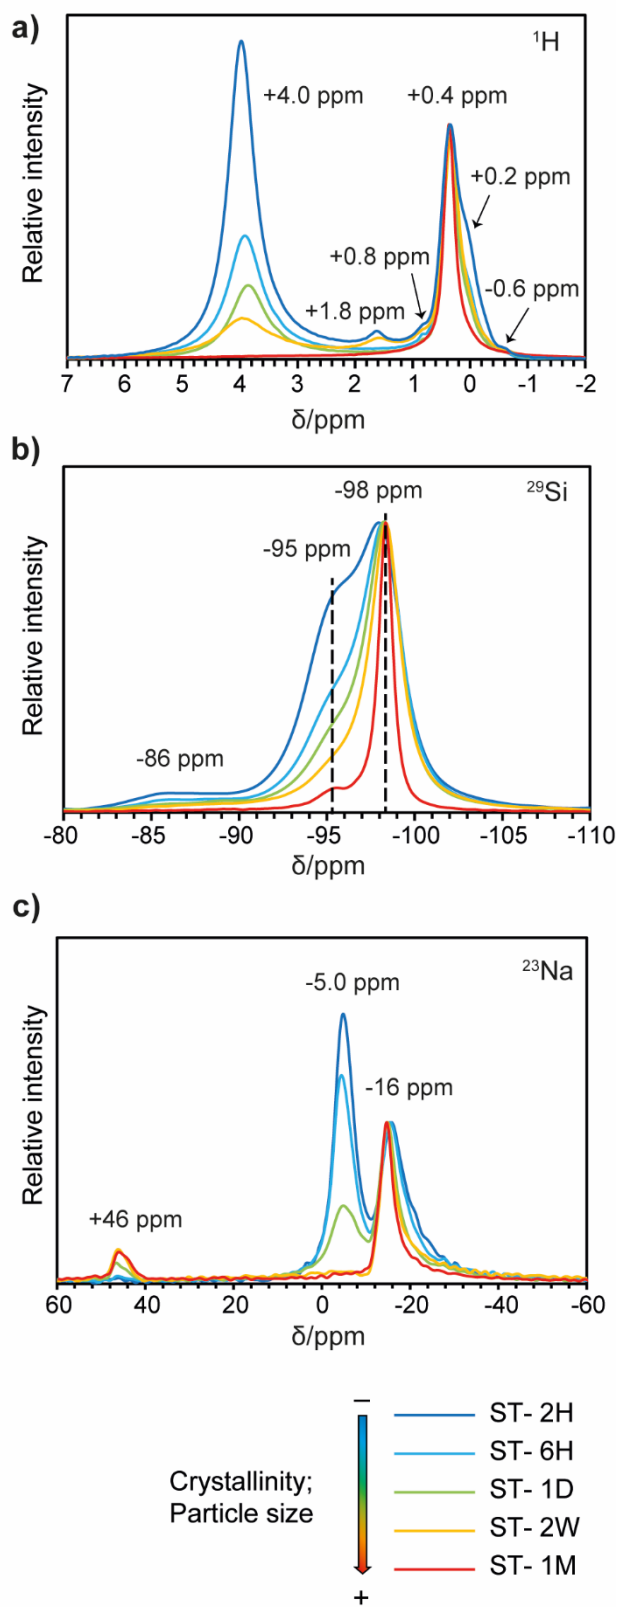 a)
¹H
+4.0 ppm
+0.4 ppm
+0.2 ppm
+0.8 ppm
-0.6 ppm
+1.8 ppm
Relative intensity
7 6 5 4 3 2 1 0 -1 -2
δ/ppm
b)
²⁹Si
-98 ppm
-95 ppm
-86 ppm
Relative intensity
-80 -85 -90 -95 -100 -105 -110
δ/ppm
c)
²³Na
-5.0 ppm
-16 ppm
+46 ppm
Relative intensity
60 40 20 0 -20 -40 -60
δ/ppm
–
ST- 2H
ST- 6H
Crystallinity;
Particle size
ST- 1D
ST- 2W
ST- 1M
+